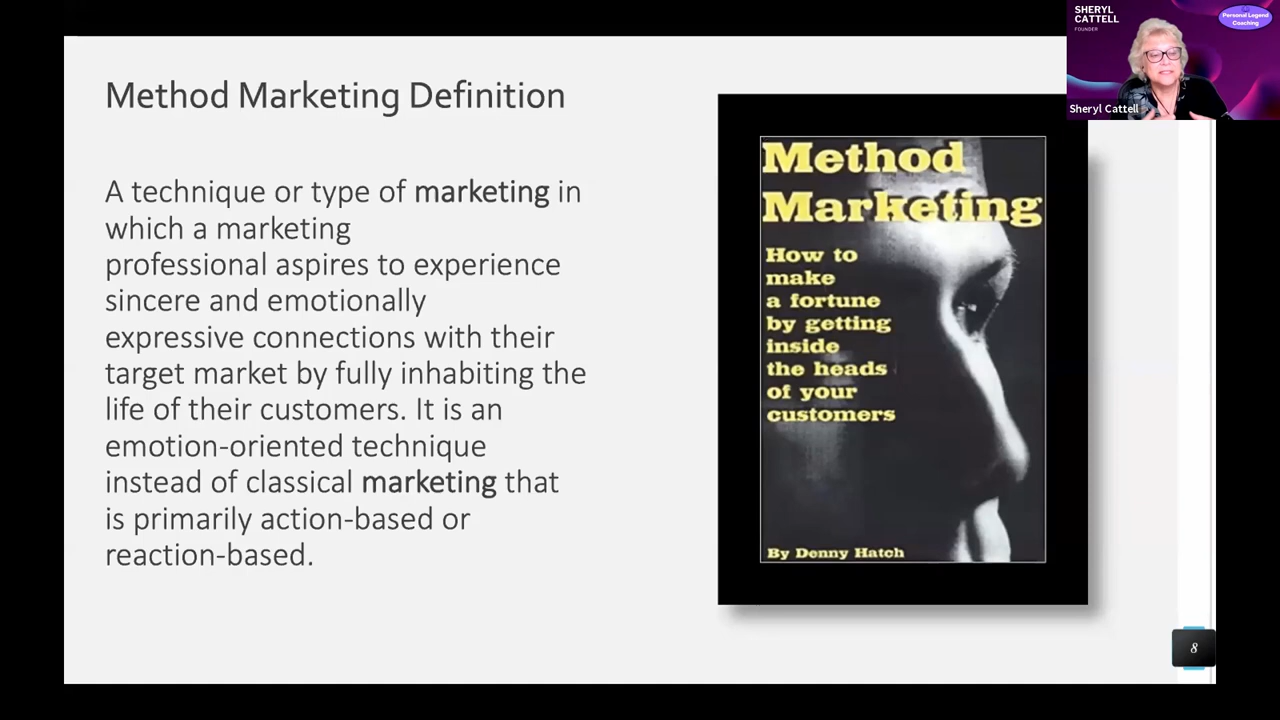 Method Marketing Definition
A technique or type of marketing in
which a marketing
professional aspires to experience
sincere and emotionally
expressive connections with their
target market by fully inhabiting the
life of their customers. It is an
emotion-oriented technique
instead of classical marketing that
is primarily action-based or
reaction-based.
Method
Marketing
How to
make
a fortune
by getting
inside
the heads
of your
customers
By Denny Hatch
SHERYL
CATTELL
FOUNDER
Personal Legend
Coaching
Sheryl Cattell
8